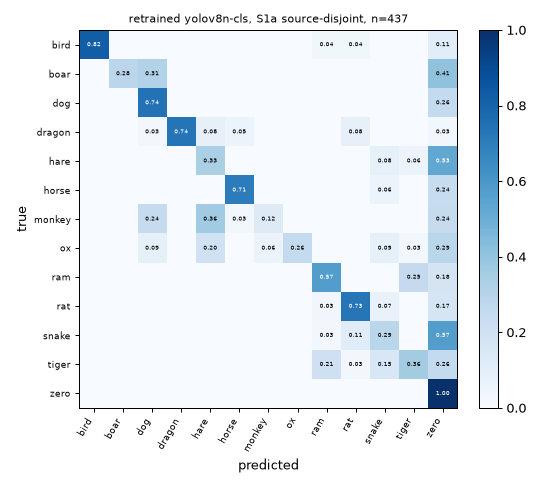 retrained yolov8n-cls, S1a source-disjoint, n=437
true
bird 0.82 0.04 0.04 0.11
boar 0.28 0.31 0.41
dog 0.74 0.26
dragon 0.03 0.74 0.08 0.05 0.08 0.03
hare 0.33 0.08 0.06 0.53
horse 0.71 0.06 0.24
monkey 0.24 0.36 0.03 0.12 0.24
ox 0.09 0.20 0.06 0.26 0.09 0.03 0.29
ram 0.57 0.25 0.18
rat 0.03 0.73 0.07 0.17
snake 0.03 0.11 0.29 0.57
tiger 0.21 0.03 0.15 0.36 0.26
zero 1.00
bird boar dog dragon hare horse monkey ox ram rat snake tiger zero
predicted
1.0
0.8
0.6
0.4
0.2
0.0